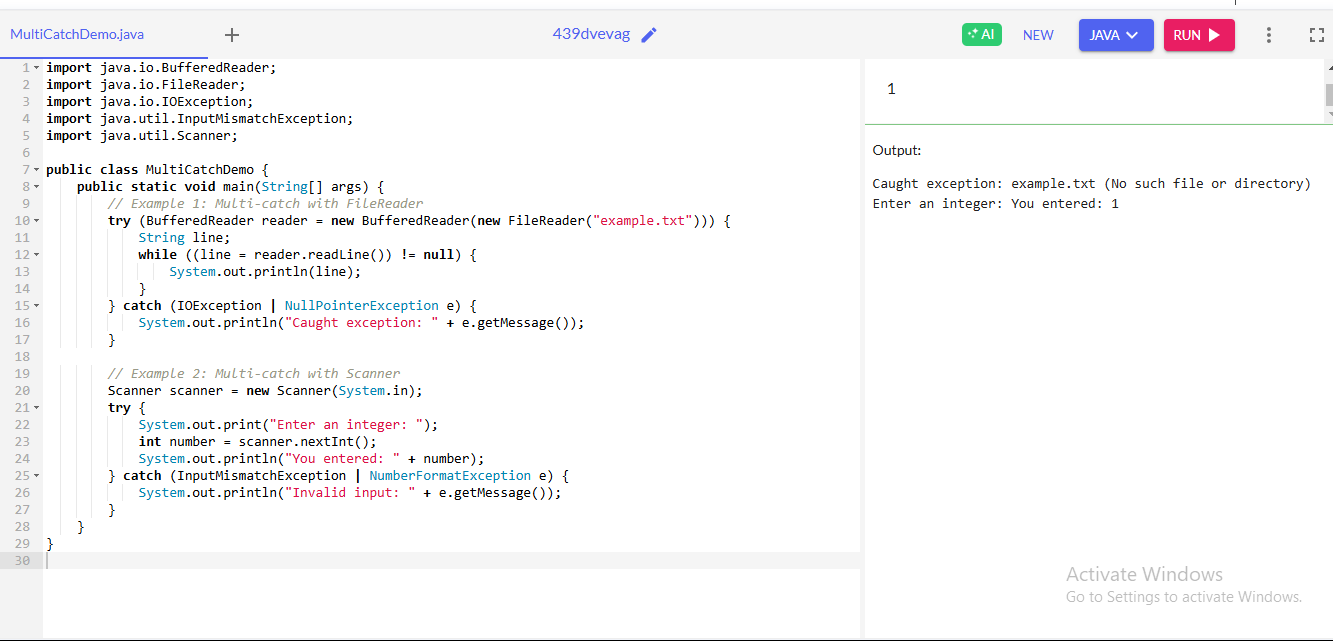 MultiCatchDemo.java
+
439dvevag
AI
NEW
JAVA
RUN
1 import java.io.BufferedReader;
2 import java.io.FileReader;
3 import java.io.IOException;
4 import java.util.InputMismatchException;
5 import java.util.Scanner;
6
7 public class MultiCatchDemo {
8     public static void main(String[] args) {
9         // Example 1: Multi-catch with FileReader
10         try (BufferedReader reader = new BufferedReader(new FileReader("example.txt"))) {
11             String line;
12             while ((line = reader.readLine()) != null) {
13                 System.out.println(line);
14             }
15         } catch (IOException | NullPointerException e) {
16             System.out.println("Caught exception: " + e.getMessage());
17         }
18
19         // Example 2: Multi-catch with Scanner
20         Scanner scanner = new Scanner(System.in);
21         try {
22             System.out.print("Enter an integer: ");
23             int number = scanner.nextInt();
24             System.out.println("You entered: " + number);
25         } catch (InputMismatchException | NumberFormatException e) {
26             System.out.println("Invalid input: " + e.getMessage());
27         }
28     }
29 }
30
1
Output:
Caught exception: example.txt (No such file or directory)
Enter an integer: You entered: 1
Activate Windows
Go to Settings to activate Windows.